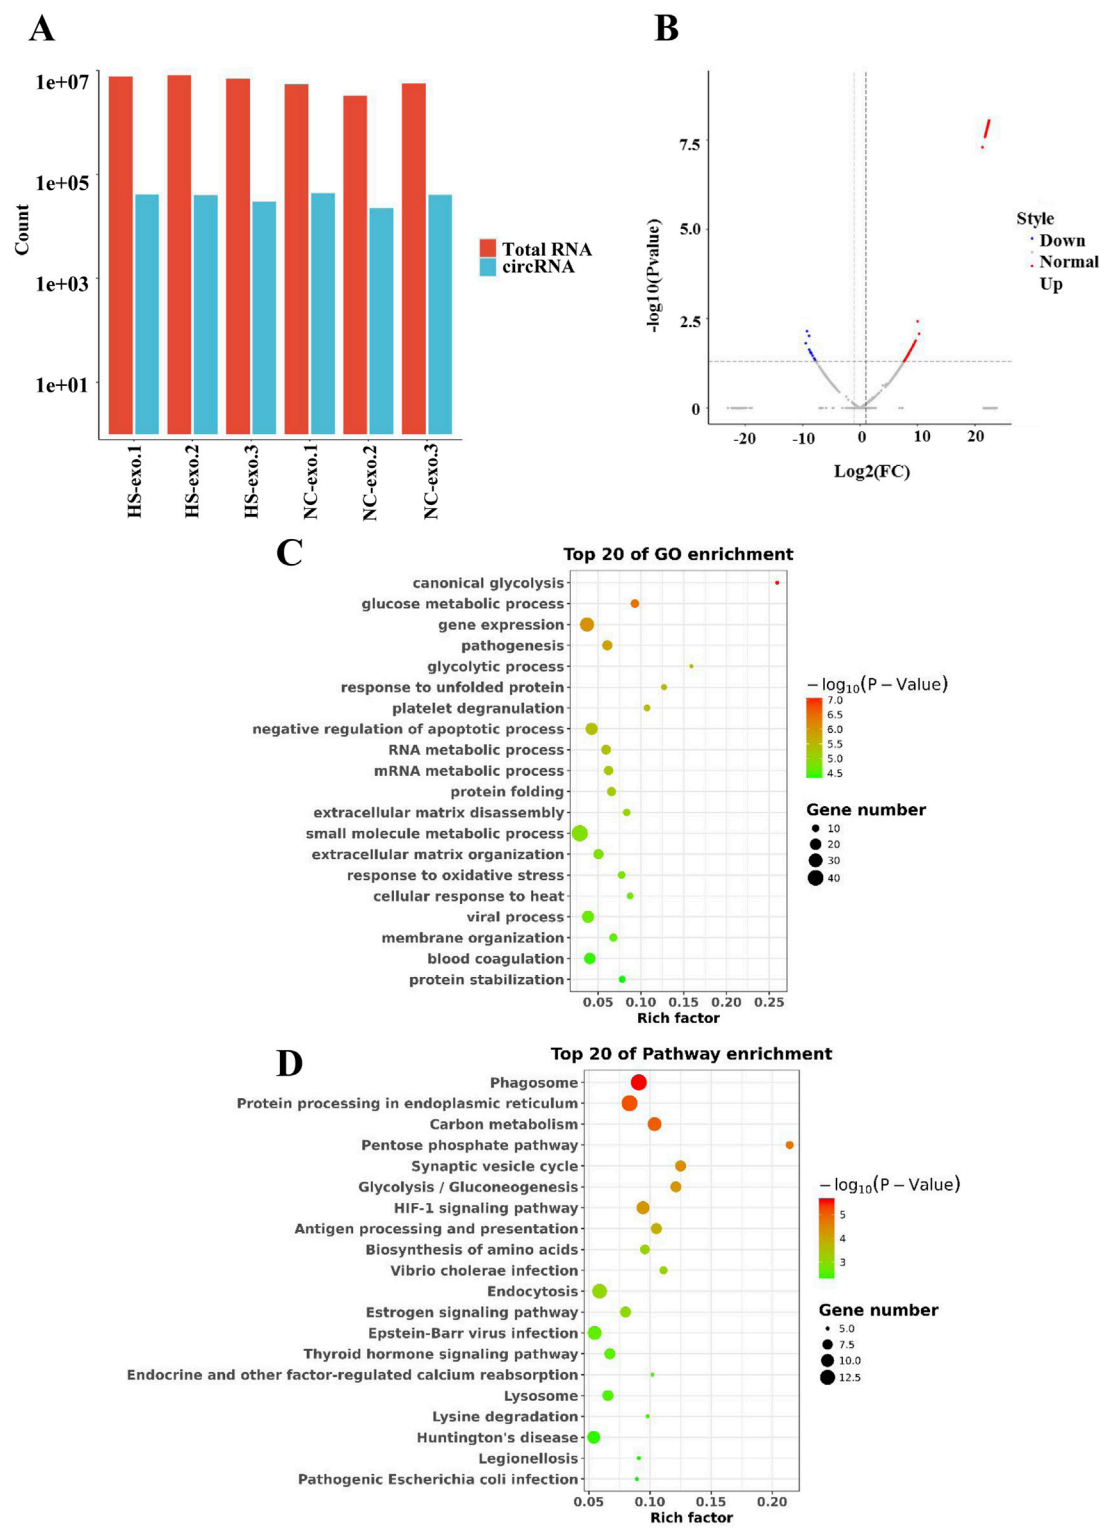 A
1e+07
1e+05
1e+03
1e+01
Count
HS-exo.1
HS-exo.2
HS-exo.3
NC-exo.1
NC-exo.2
NC-exo.3
Total RNA
circRNA
B
7.5
5.0
2.5
0
-log10(Pvalue)
-20
-10
0
10
20
Log2(FC)
Style
Down
Normal
Up
C
Top 20 of GO enrichment
canonical glycolysis
glucose metabolic process
gene expression
pathogenesis
glycolytic process
response to unfolded protein
platelet degranulation
negative regulation of apoptotic process
RNA metabolic process
mRNA metabolic process
protein folding
extracellular matrix disassembly
small molecule metabolic process
extracellular matrix organization
response to oxidative stress
cellular response to heat
viral process
membrane organization
blood coagulation
protein stabilization
0.05
0.10
0.15
0.20
0.25
Rich factor
−log10(P−Value)
7.0
6.5
6.0
5.5
5.0
4.5
Gene number
10
20
30
40
D
Top 20 of Pathway enrichment
Phagosome
Protein processing in endoplasmic reticulum
Carbon metabolism
Pentose phosphate pathway
Synaptic vesicle cycle
Glycolysis / Gluconeogenesis
HIF-1 signaling pathway
Antigen processing and presentation
Biosynthesis of amino acids
Vibrio cholerae infection
Endocytosis
Estrogen signaling pathway
Epstein-Barr virus infection
Thyroid hormone signaling pathway
Endocrine and other factor-regulated calcium reabsorption
Lysosome
Lysine degradation
Huntington's disease
Legionellosis
Pathogenic Escherichia coli infection
0.05
0.10
0.15
0.20
Rich factor
−log10(P−Value)
5
4
3
Gene number
5.0
7.5
10.0
12.5